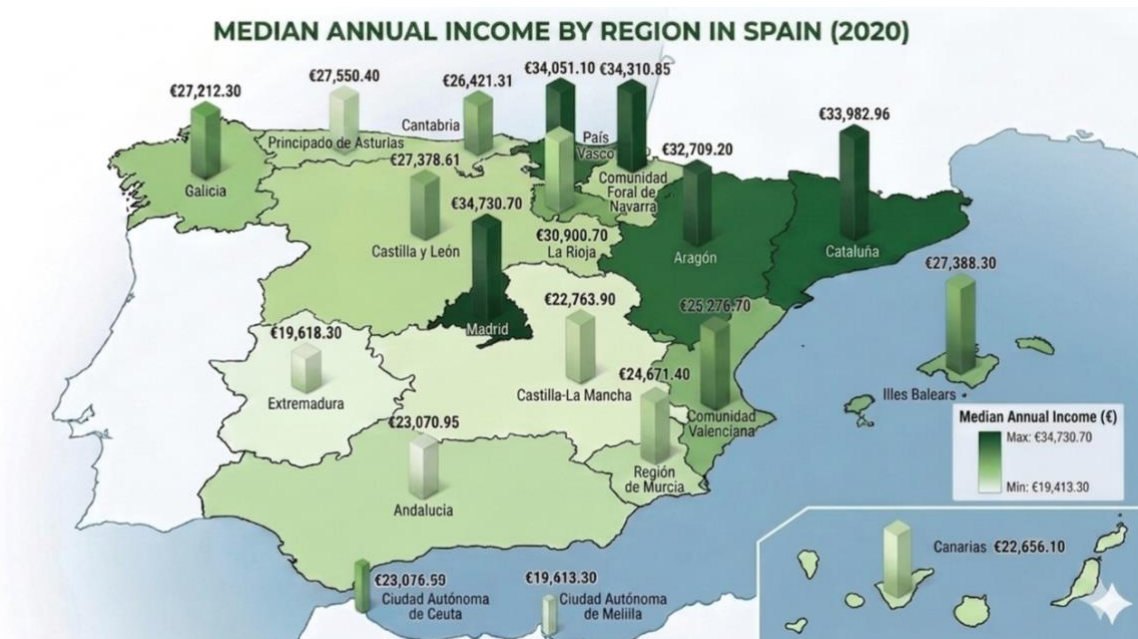 MEDIAN ANNUAL INCOME BY REGION IN SPAIN (2020)
€27,212.30
Galicia
€27,550.40
Principado de Asturias
€26,421.31
Cantabria
€34,051.10
País
Vasco
€34,310.85
Comunidad
Foral de
Navarra
€33,982.96
Cataluña
€32,709.20
Aragón
€27,378.61
Castilla y León
€34,730.70
Madrid
€30,900.70
La Rioja
€22,763.90
Castilla-La Mancha
€25 276.70
Comunidad
Valenciana
€27,388.30
Illes Balears
€19,618.30
Extremadura
€24,671.40
Región
de Murcia
€23,070.95
Andalucia
Median Annual Income (€)
Max: €34,730.70
Min: €19,413.30
€23,076.59
Ciudad Autónoma
de Ceuta
€19,613.30
Ciudad Autónoma
de Melilla
Canarias €22,656.10